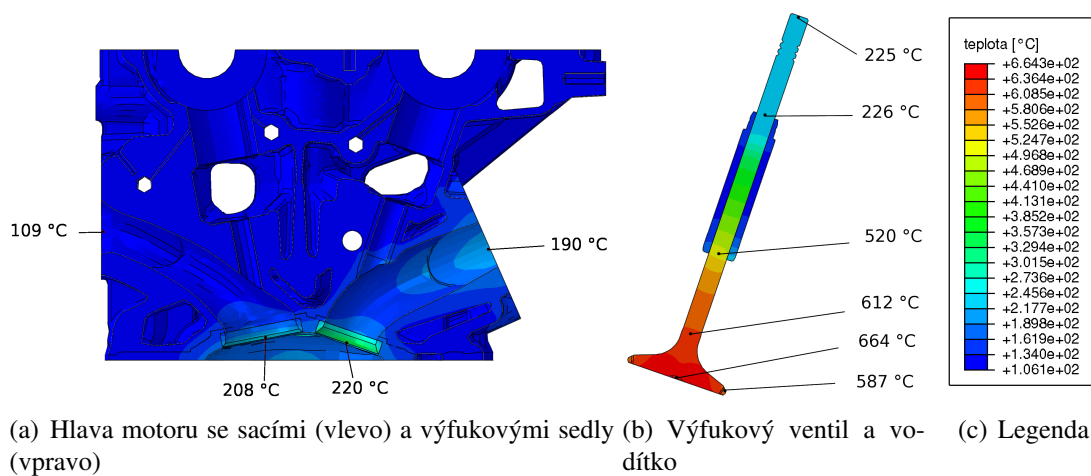 109 °C
190 °C
208 °C
220 °C
225 °C
226 °C
520 °C
612 °C
664 °C
587 °C
teplota [°C]
+6.643e+02
+6.364e+02
+6.085e+02
+5.806e+02
+5.526e+02
+5.247e+02
+4.968e+02
+4.689e+02
+4.410e+02
+4.131e+02
+3.852e+02
+3.573e+02
+3.294e+02
+3.015e+02
+2.736e+02
+2.456e+02
+2.177e+02
+1.898e+02
+1.619e+02
+1.340e+02
+1.061e+02
(a) Hlava motoru se sacími (vlevo) a výfukovými sedly
(vpravo)
(b) Výfukový ventil a vo-
dítko
(c) Legenda